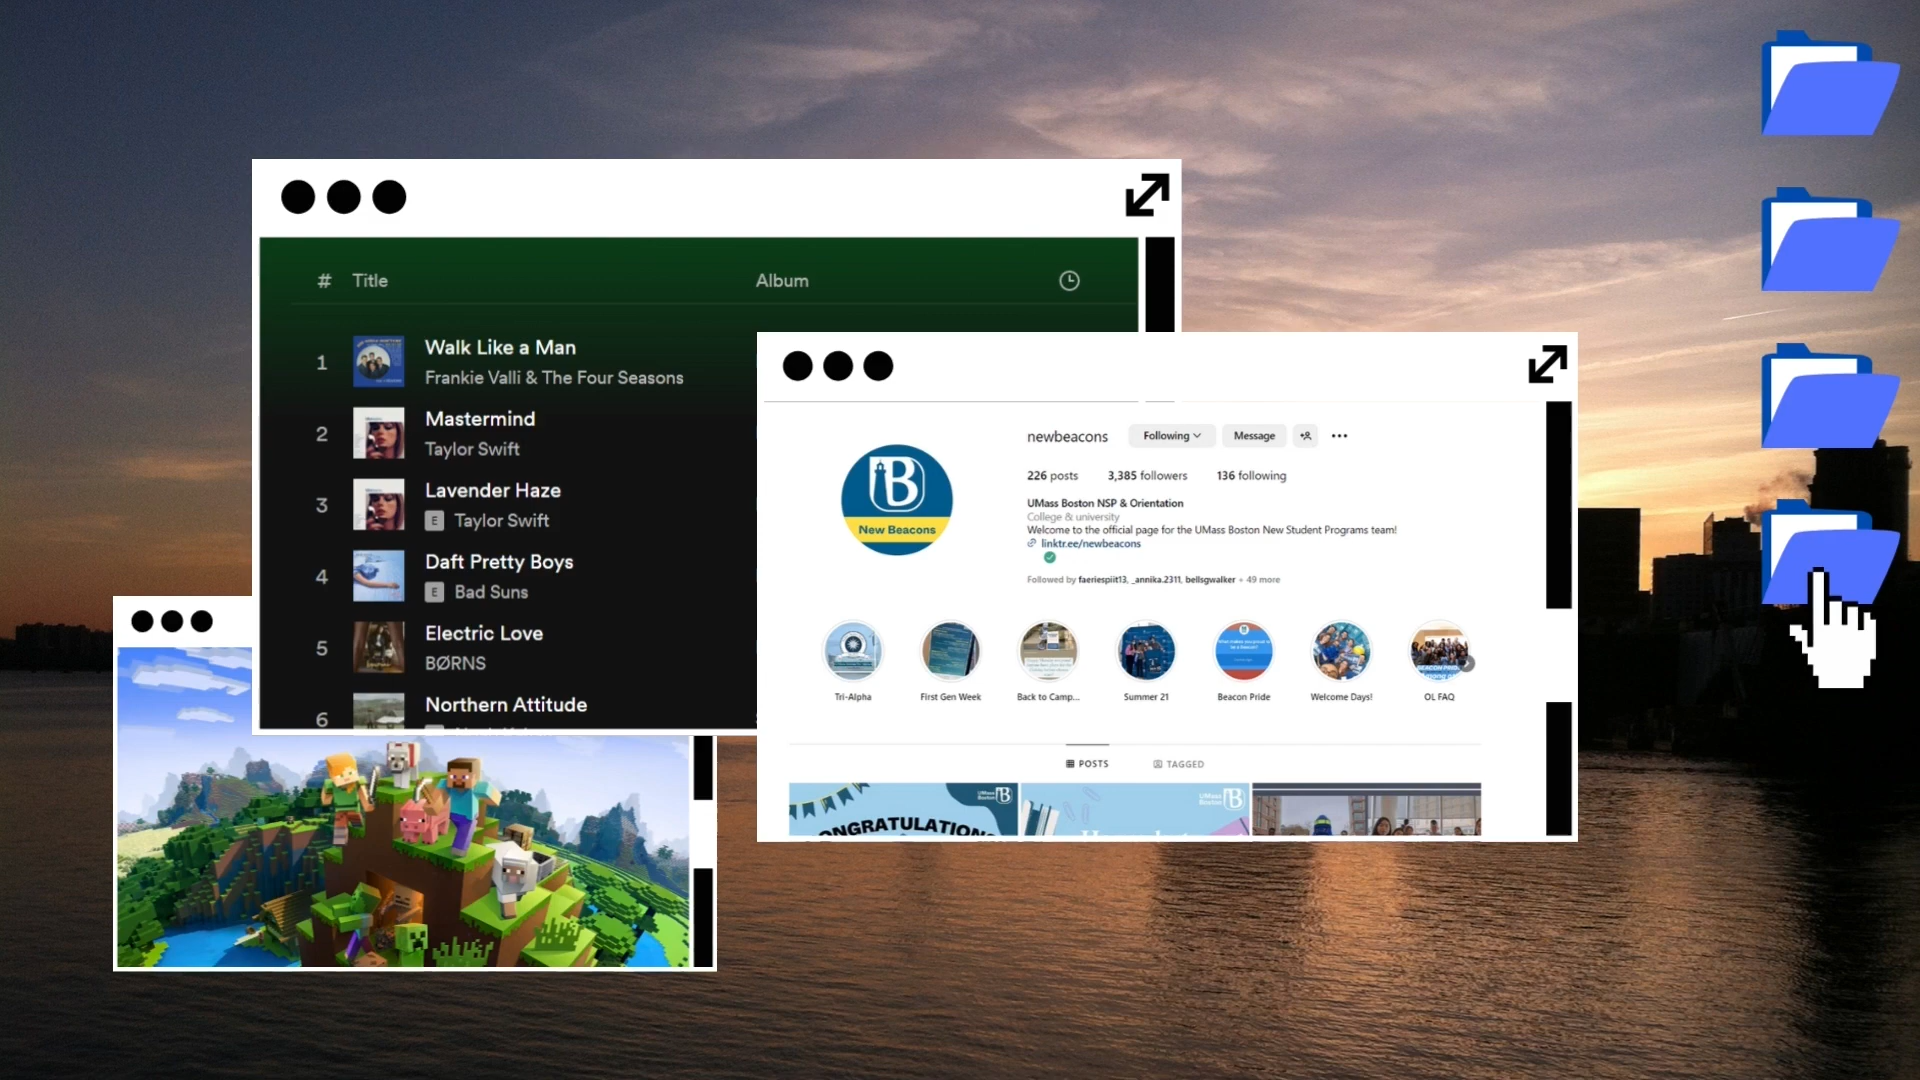 # Title Album
1 Walk Like a Man
Frankie Valli & The Four Seasons
2 Mastermind
Taylor Swift
3 Lavender Haze
E Taylor Swift
4 Daft Pretty Boys
E Bad Suns
5 Electric Love
BØRNS
6 Northern Attitude
B
New Beacons
newbeacons Following Message
226 posts 3,385 followers 136 following
UMass Boston NSP & Orientation
College & university
Welcome to the official page for the UMass Boston New Student Programs team!
linktr.ee/newbeacons
Followed by faeriespiit13, _annika.2311, bellsgwalker + 49 more
Tri-Alpha First Gen Week Back to Camp... Summer 21 Beacon Pride Welcome Days! OL FAQ
POSTS TAGGED
UMass
Boston B
UMass
Boston B